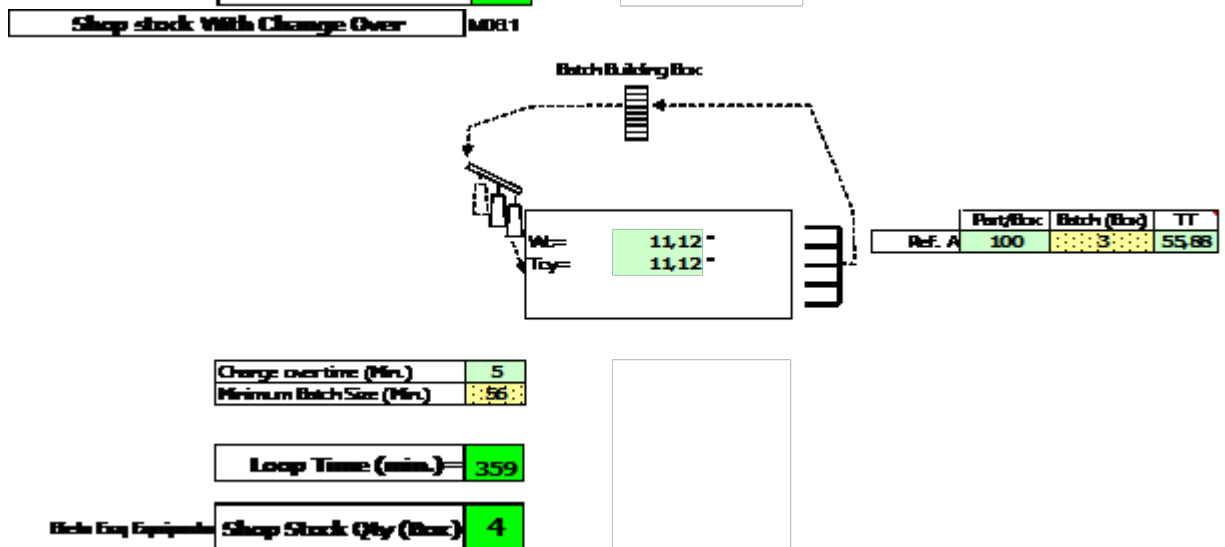 Shop stock With Change Over M081
Batch Building Box
Part/Box Batch (Box) TT
Ref. A 100 3 55,88
Wc= 11,12 "
Tcy= 11,12 "
Change overtime (Min.) 5
Minimum Batch Size (Min.) 56
Loop Time (min.)= 359
Shop Stock Qty (Box) 4